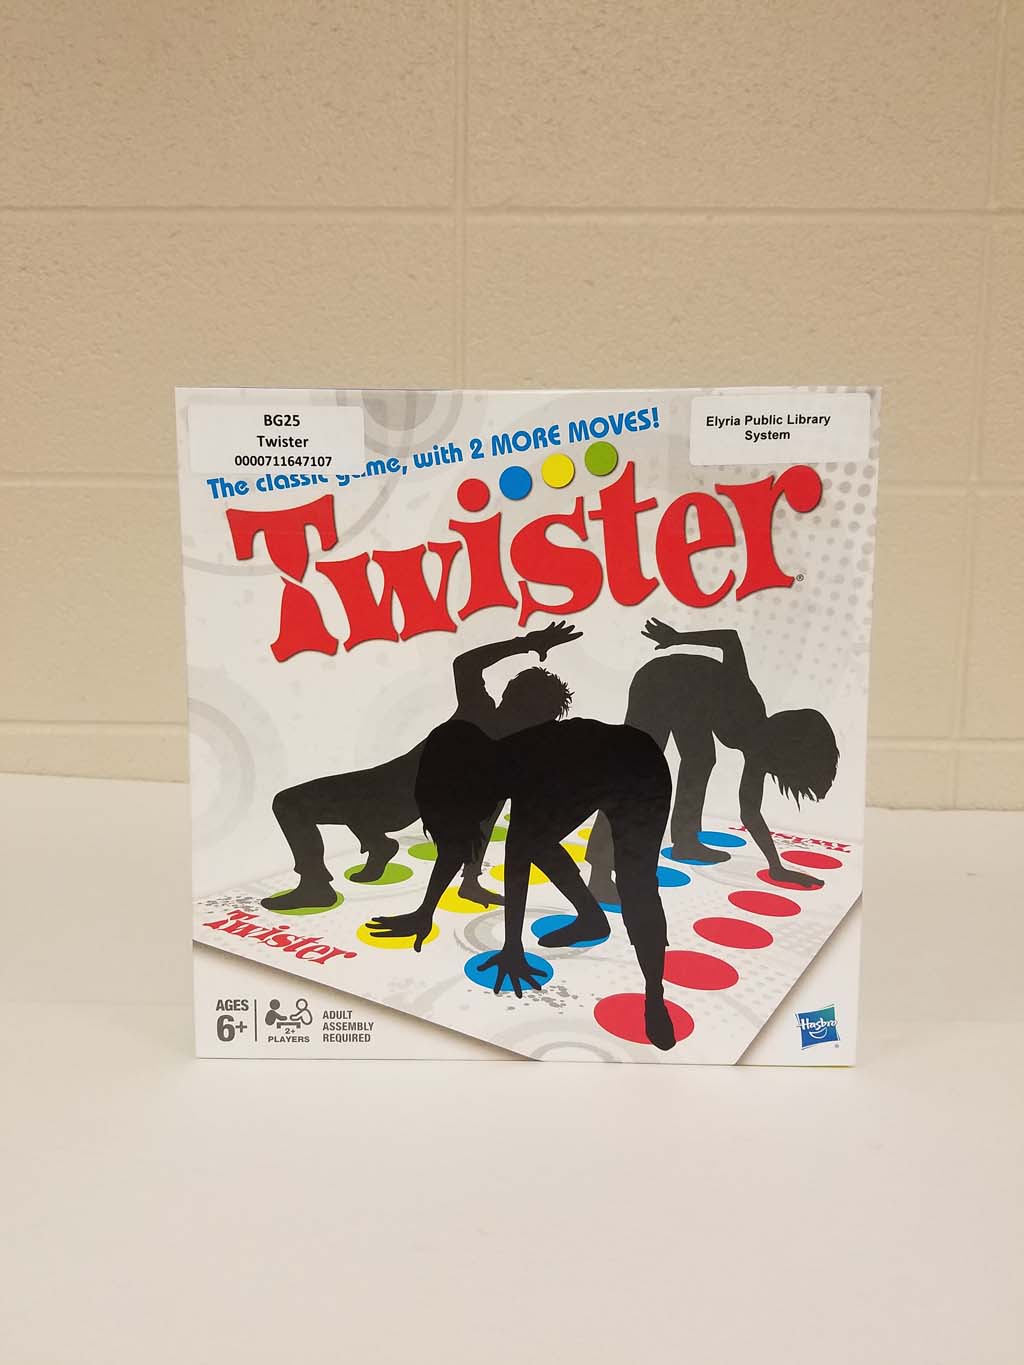 BG25
Twister
0000711647107
Elyria Public Library
System
The classic game, with 2 MORE MOVES!
Twister
®
Twister
Twister
AGES
6+
2+
PLAYERS
ADULT
ASSEMBLY
REQUIRED
Hasbro
®